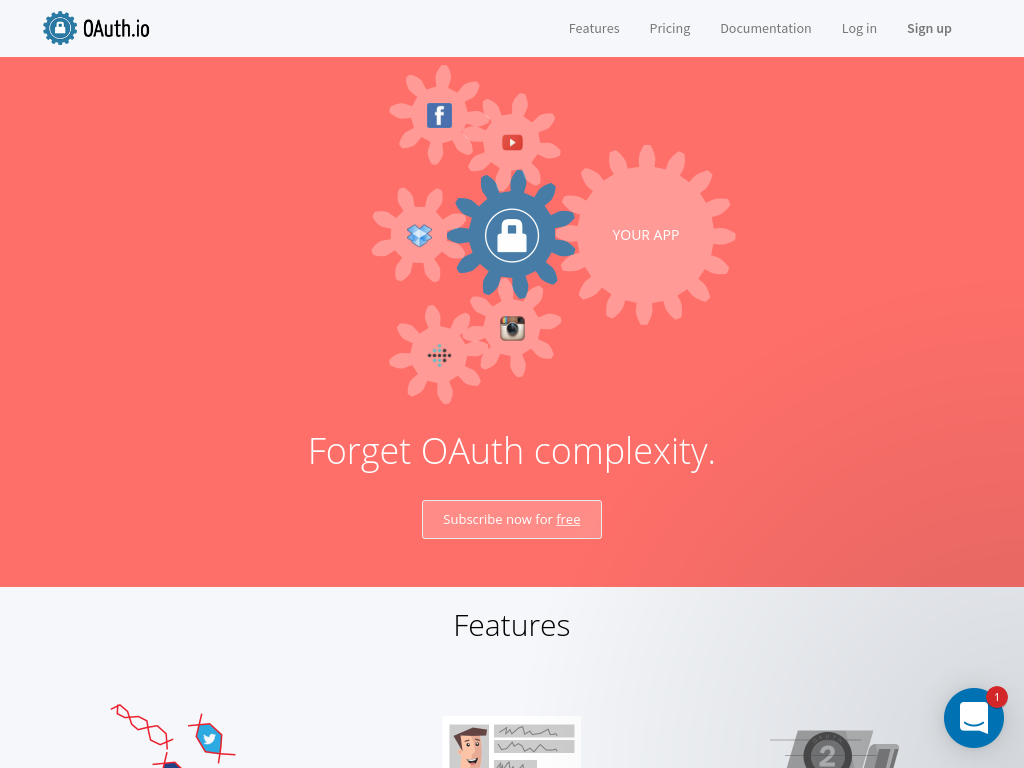 OAuth.io
Features
Pricing
Documentation
Log in
Sign up
f
YOUR APP
Forget OAuth complexity.
Subscribe now for free
Features
2
1